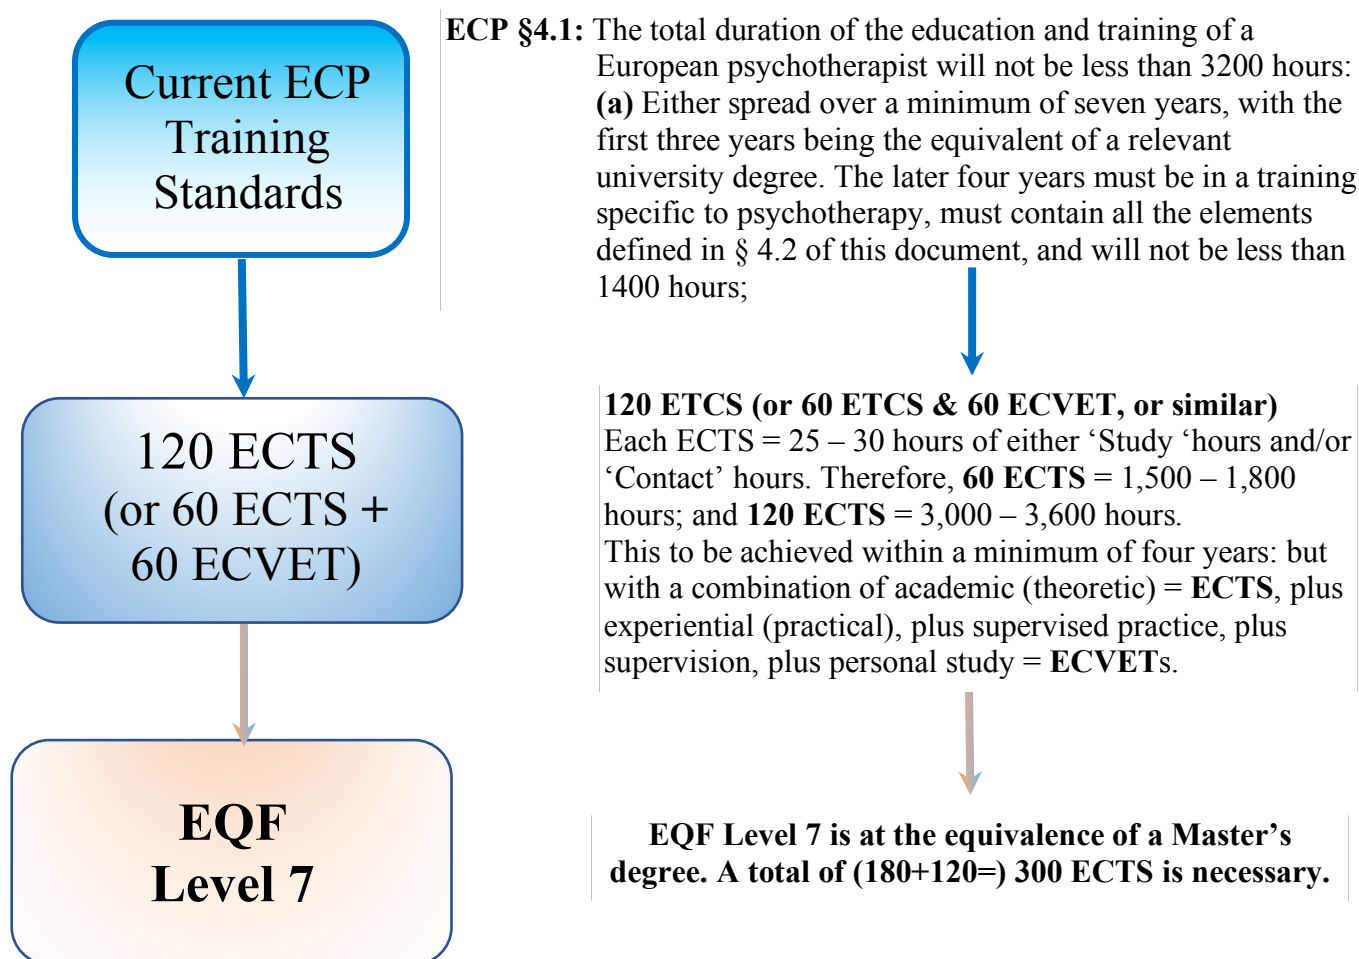 Current ECP
Training
Standards
ECP §4.1: The total duration of the education and training of a
European psychotherapist will not be less than 3200 hours:
(a) Either spread over a minimum of seven years, with the
first three years being the equivalent of a relevant
university degree. The later four years must be in a training
specific to psychotherapy, must contain all the elements
defined in § 4.2 of this document, and will not be less than
1400 hours;
120 ECTS
(or 60 ECTS +
60 ECVET)
120 ETCS (or 60 ETCS & 60 ECVET, or similar)
Each ECTS = 25 – 30 hours of either ‘Study ‘hours and/or
‘Contact’ hours. Therefore, 60 ECTS = 1,500 – 1,800
hours; and 120 ECTS = 3,000 – 3,600 hours.
This to be achieved within a minimum of four years: but
with a combination of academic (theoretic) = ECTS, plus
experiential (practical), plus supervised practice, plus
supervision, plus personal study = ECVETs.
EQF
Level 7
EQF Level 7 is at the equivalence of a Master’s
degree. A total of (180+120=) 300 ECTS is necessary.